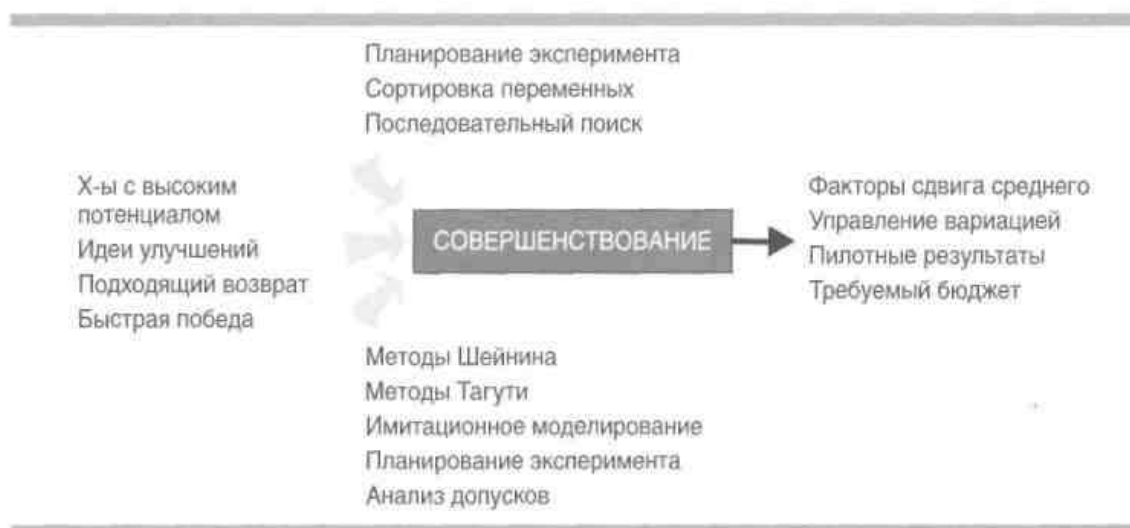 Планирование эксперимента
Сортировка переменных
Последовательный поиск
Х-ы с высоким
потенциалом
Идеи улучшений
Подходящий возврат
Быстрая победа
СОВЕРШЕНСТВОВАНИЕ
Факторы сдвига среднего
Управление вариацией
Пилотные результаты
Требуемый бюджет
Методы Шейнина
Методы Тагути
Имитационное моделирование
Планирование эксперимента
Анализ допусков